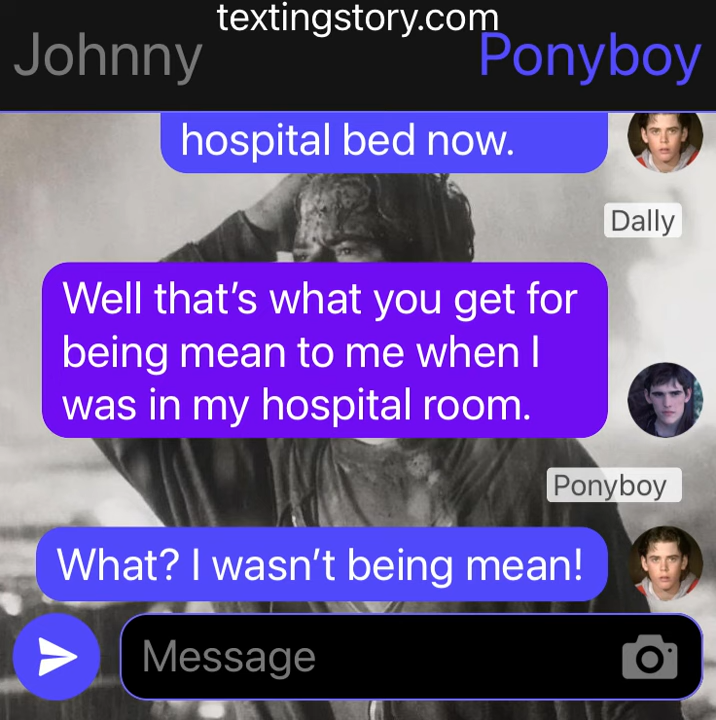 textingstory.com
Johnny Ponyboy
hospital bed now.
Dally
Well that’s what you get for
being mean to me when I
was in my hospital room.
Ponyboy
What? I wasn’t being mean!
Message